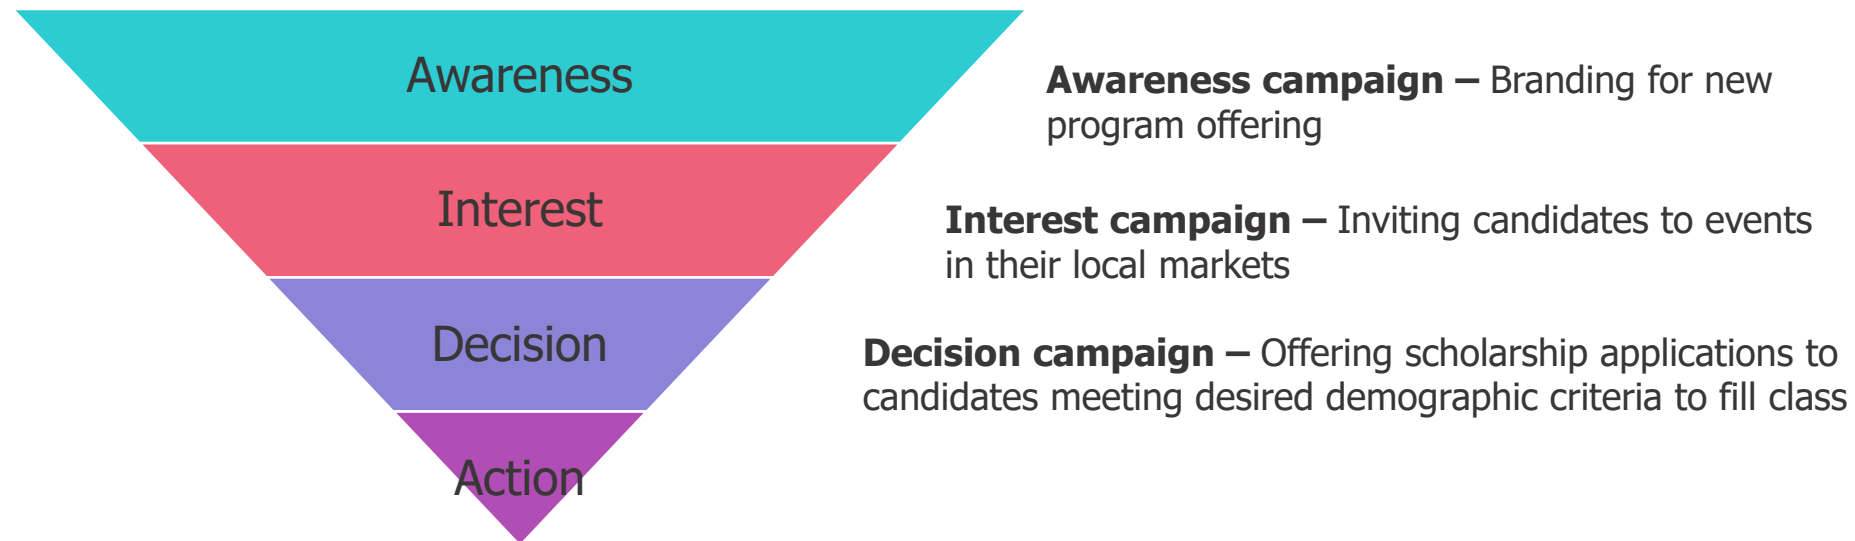 Awareness
Awareness campaign – Branding for new
program offering
Interest
Interest campaign – Inviting candidates to events
in their local markets
Decision
Decision campaign – Offering scholarship applications to
candidates meeting desired demographic criteria to fill class
Action